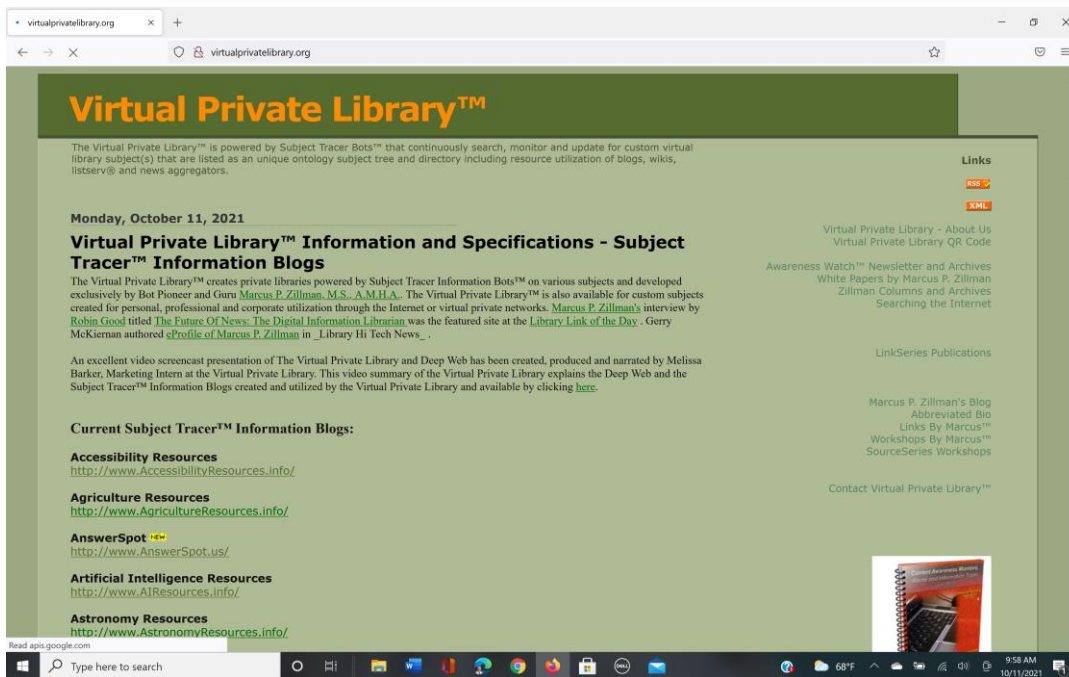 virtualprivatelibrary.org
virtualprivatelibrary.org
Virtual Private Library™
The Virtual Private Library™ is powered by Subject Tracer Bots™ that continuously search, monitor and update for custom virtual
library subject(s) that are listed as an unique ontology subject tree and directory including resource utilization of blogs, wikis,
listserv® and news aggregators.
Monday, October 11, 2021
Virtual Private Library™ Information and Specifications - Subject
Tracer™ Information Blogs
The Virtual Private Library™ creates private libraries powered by Subject Tracer Information Bots™ on various subjects and developed
exclusively by Bot Pioneer and Guru Marcus P. Zillman, M.S., A.M.H.A.. The Virtual Private Library™ is also available for custom subjects
created for personal, professional and corporate utilization through the Internet or virtual private networks. Marcus P. Zillman's interview by
Robin Good titled The Future Of News: The Digital Information Librarian was the featured site at the Library Link of the Day . Gerry
McKiernan authored eProfile of Marcus P. Zillman in _Library Hi Tech News_ .
An excellent video screencast presentation of The Virtual Private Library and Deep Web has been created, produced and narrated by Melissa
Barker, Marketing Intern at the Virtual Private Library. This video summary of the Virtual Private Library explains the Deep Web and the
Subject Tracer™ Information Blogs created and utilized by the Virtual Private Library and available by clicking here.
Current Subject Tracer™ Information Blogs:
Accessibility Resources
http://www.AccessibilityResources.info/
Agriculture Resources
http://www.AgricultureResources.info/
AnswerSpot NEW
http://www.AnswerSpot.us/
Artificial Intelligence Resources
http://www.AIResources.info/
Astronomy Resources
http://www.AstronomyResources.info/
Links
RSS
XML
Virtual Private Library - About Us
Virtual Private Library QR Code
Awareness Watch™ Newsletter and Archives
White Papers by Marcus P. Zillman
Zillman Columns and Archives
Searching the Internet
LinkSeries Publications
Marcus P. Zillman's Blog
Abbreviated Bio
Links By Marcus™
Workshops By Marcus™
SourceSeries Workshops
Contact Virtual Private Library™
Read apis.google.com
Type here to search
DELL
68°F
9:58 AM
10/11/2021